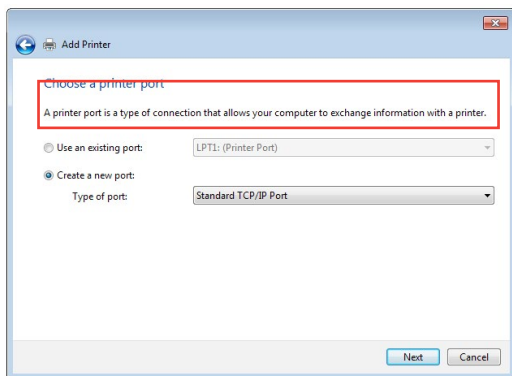 Add Printer
Choose a printer port
A printer port is a type of connection that allows your computer to exchange information with a printer.
Use an existing port: LPT1: (Printer Port)
Create a new port:
Type of port: Standard TCP/IP Port
Next Cancel